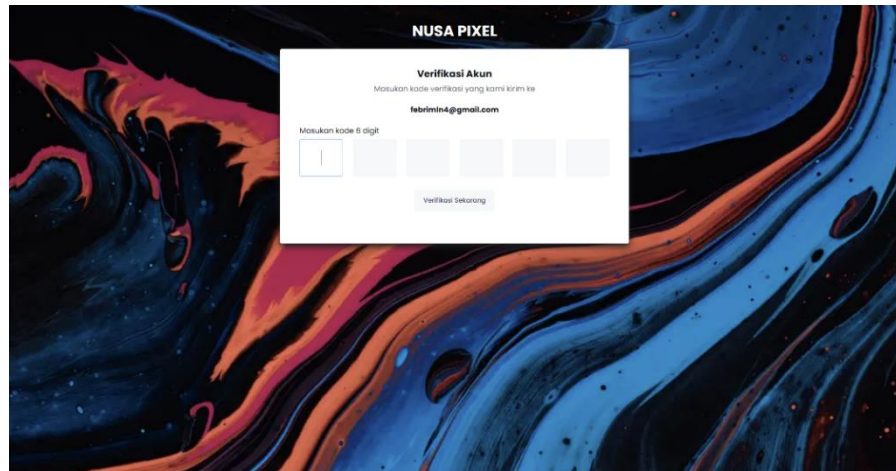 NUSA PIXEL
Verifikasi Akun
Masukan kode verifikasi yang kami kirim ke
febrimln4@gmail.com
Masukan kode 6 digit
Verifikasi Sekarang